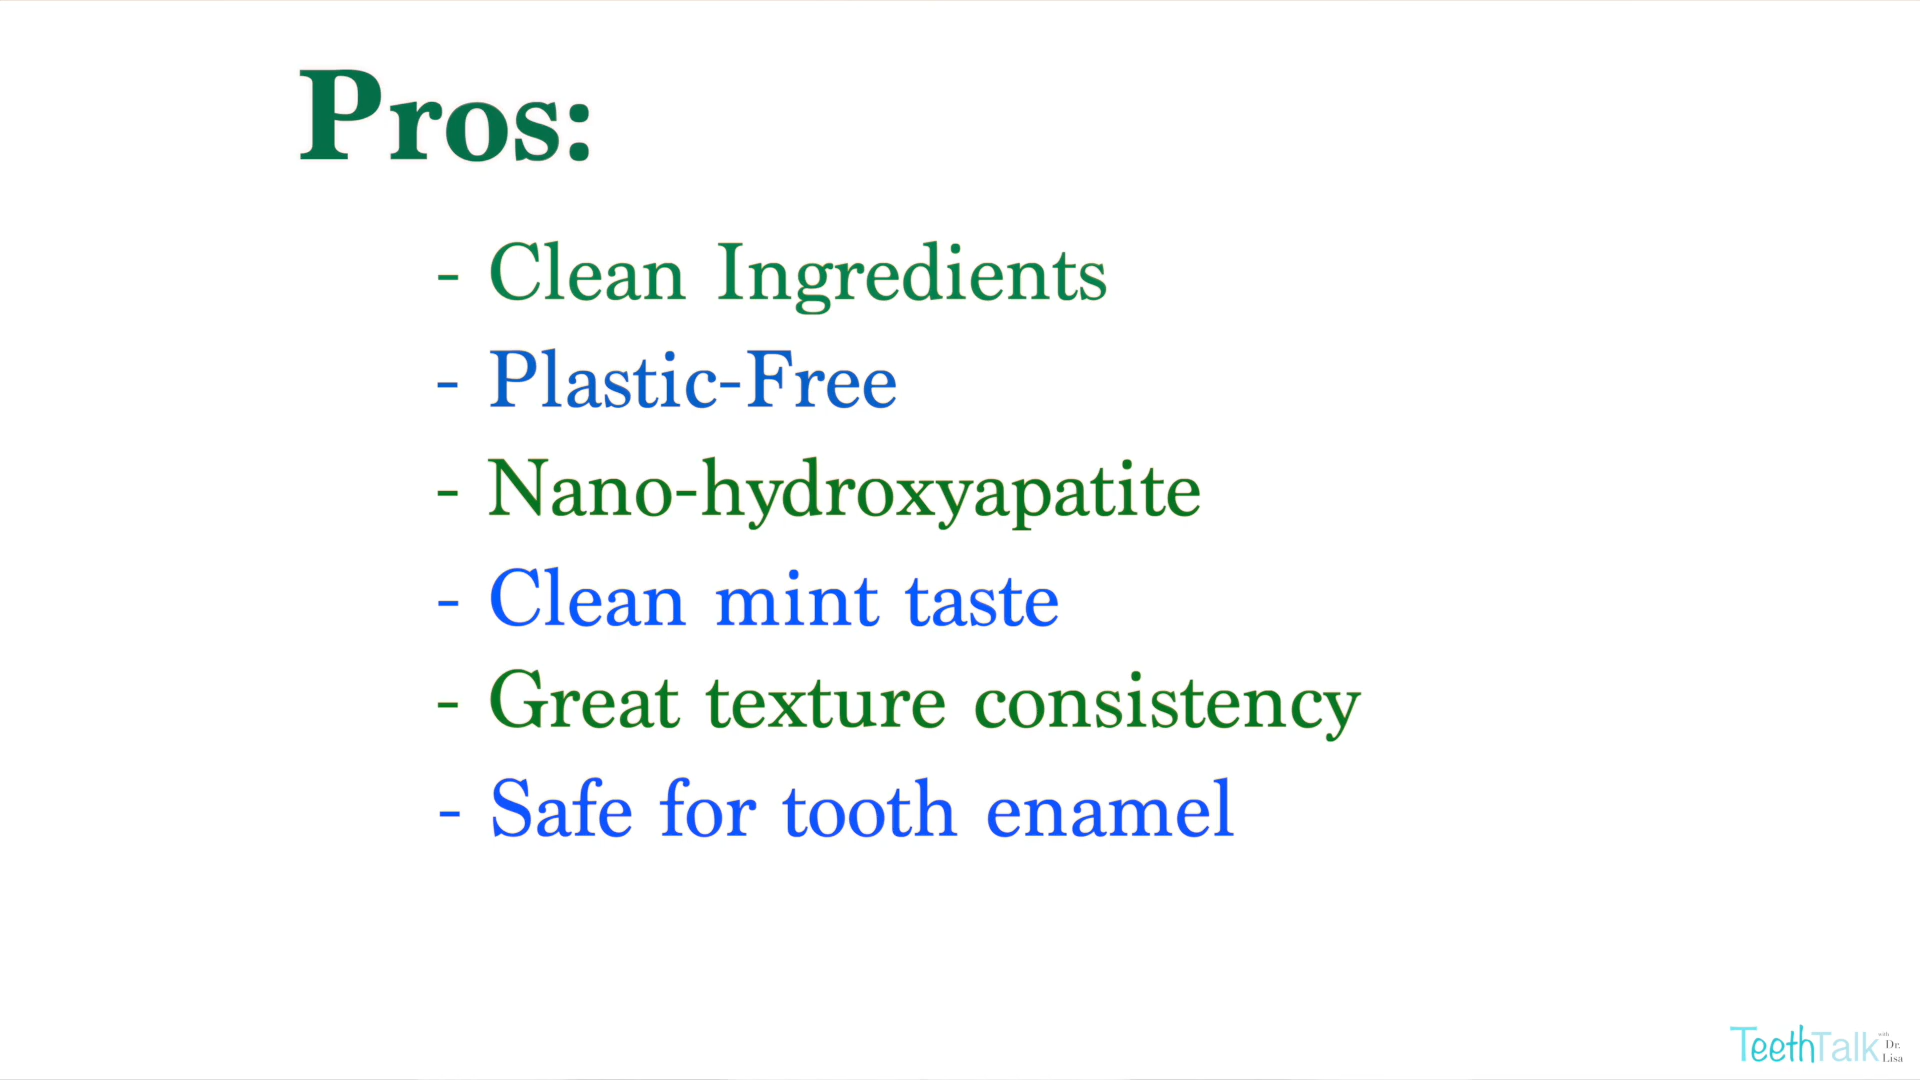 Pros:
- Clean Ingredients
- Plastic-Free
- Nano-hydroxyapatite
- Clean mint taste
- Great texture consistency
- Safe for tooth enamel
TeethTalk with Dr. Lisa